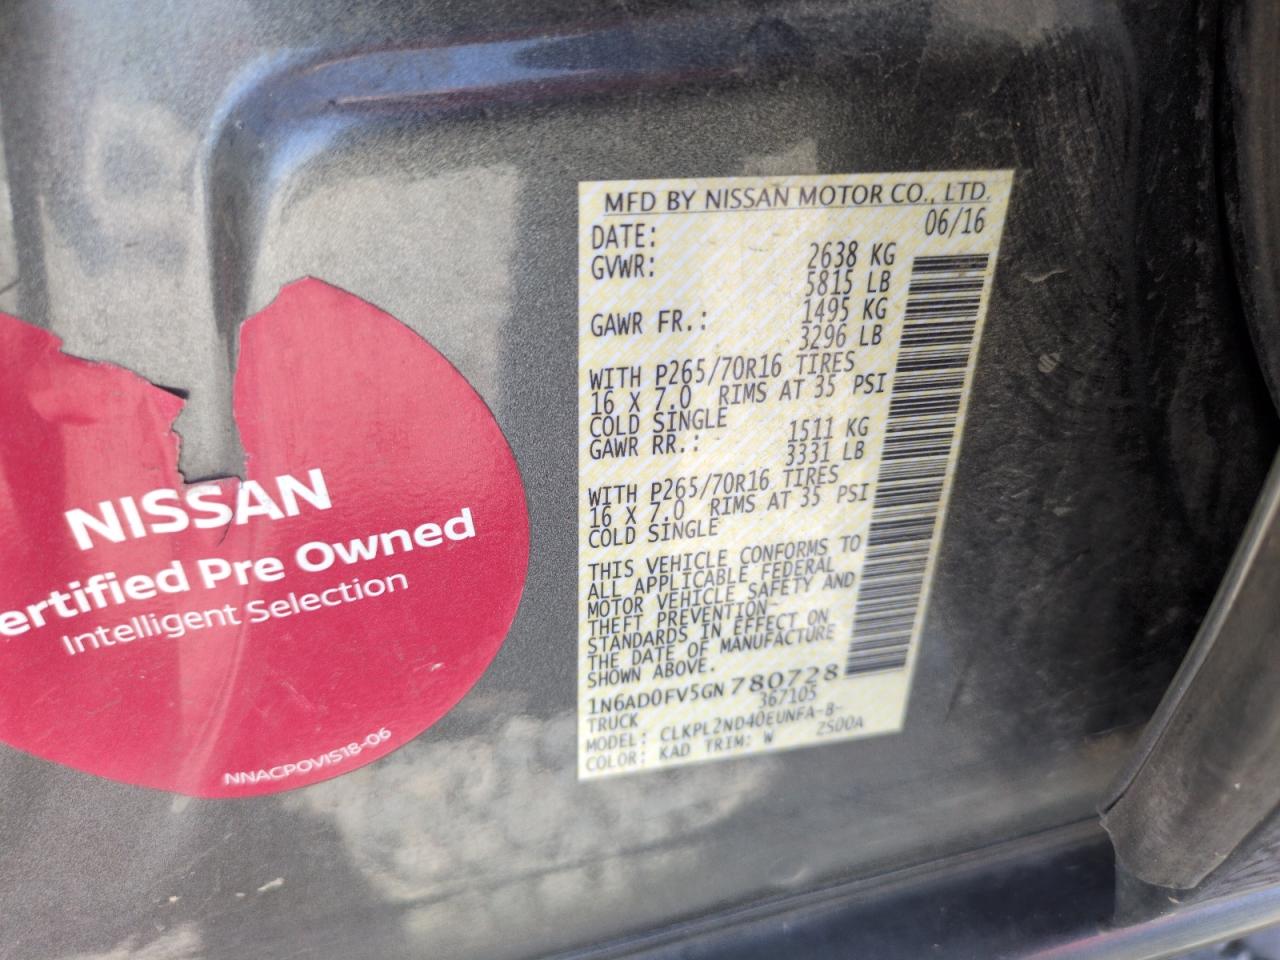 NISSAN
ertified Pre Owned
Intelligent Selection
NNACPOVIS18-06
MFD BY NISSAN MOTOR CO., LTD.
DATE: 06/16
GVWR: 2638 KG
5815 LB
GAWR FR.: 1495 KG
3296 LB
WITH P265/70R16 TIRES
16 X 7.0 RIMS AT 35 PSI
COLD SINGLE
GAWR RR.: 1511 KG
3331 LB
WITH P265/70R16 TIRES
16 X 7.0 RIMS AT 35 PSI
COLD SINGLE
THIS VEHICLE CONFORMS TO
ALL APPLICABLE FEDERAL
MOTOR VEHICLE SAFETY AND
THEFT PREVENTION-
STANDARDS IN EFFECT ON
THE DATE OF MANUFACTURE
SHOWN ABOVE.
1N6AD0FV5GN780728
TRUCK 367105
MODEL: CLKPL2ND40EUNFA-8-
COLOR: KAD TRIM: W ZS00A